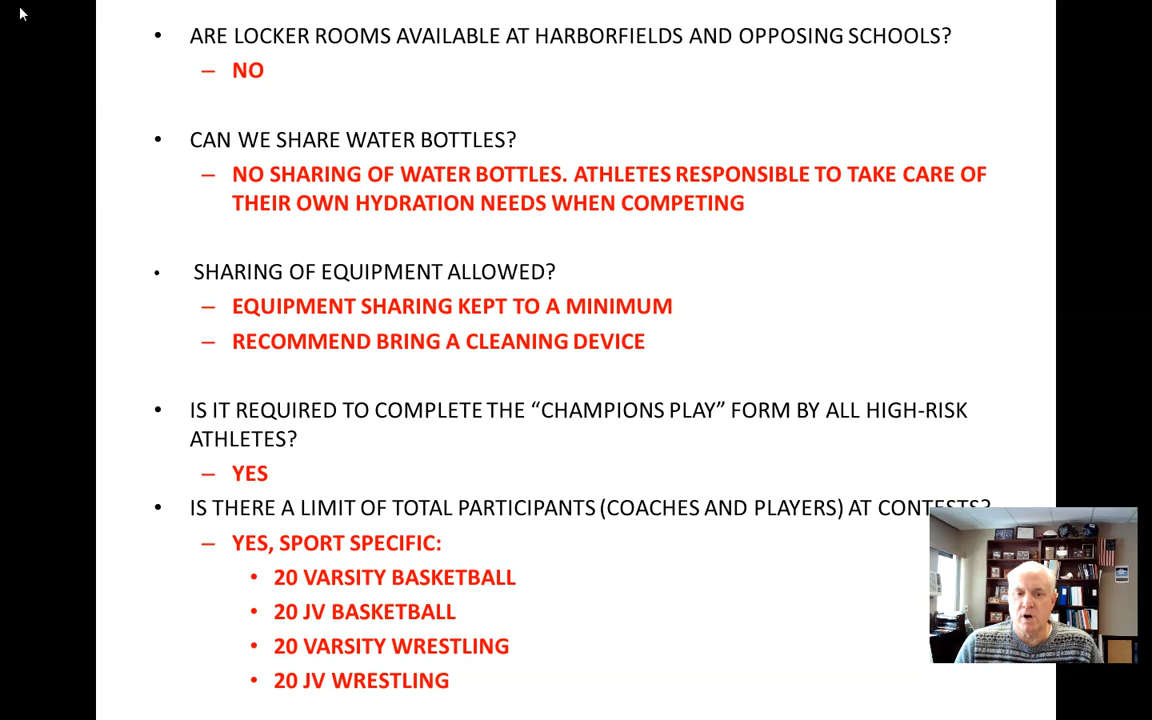 • ARE LOCKER ROOMS AVAILABLE AT HARBORFIELDS AND OPPOSING SCHOOLS?
– NO
• CAN WE SHARE WATER BOTTLES?
– NO SHARING OF WATER BOTTLES. ATHLETES RESPONSIBLE TO TAKE CARE OF
THEIR OWN HYDRATION NEEDS WHEN COMPETING
• SHARING OF EQUIPMENT ALLOWED?
– EQUIPMENT SHARING KEPT TO A MINIMUM
– RECOMMEND BRING A CLEANING DEVICE
• IS IT REQUIRED TO COMPLETE THE “CHAMPIONS PLAY” FORM BY ALL HIGH-RISK
ATHLETES?
– YES
• IS THERE A LIMIT OF TOTAL PARTICIPANTS (COACHES AND PLAYERS) AT CONTESTS?
– YES, SPORT SPECIFIC:
• 20 VARSITY BASKETBALL
• 20 JV BASKETBALL
• 20 VARSITY WRESTLING
• 20 JV WRESTLING